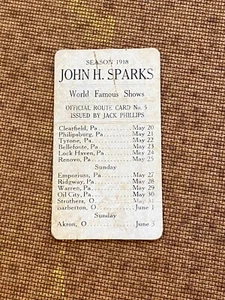 SEASON 1918
JOHN H. SPARKS
World Famous Shows
OFFICIAL ROUTE CARD No. 5
ISSUED BY JACK PHILLIPS
Clearfield, Pa. May 20
Philipsburg, Pa. May 21
Tyrone, Pa. May 22
Bellefonte, Pa. May 23
Lock Haven, Pa. May 24
Renovo, Pa. May 25
Sunday
Emporium, Pa. May 27
Ridgway, Pa. May 28
Warren, Pa. May 29
Oil City, Pa. May 30
Struthers, O. May 31
Barberton, O. June 1
Sunday
Akron, O. June 3